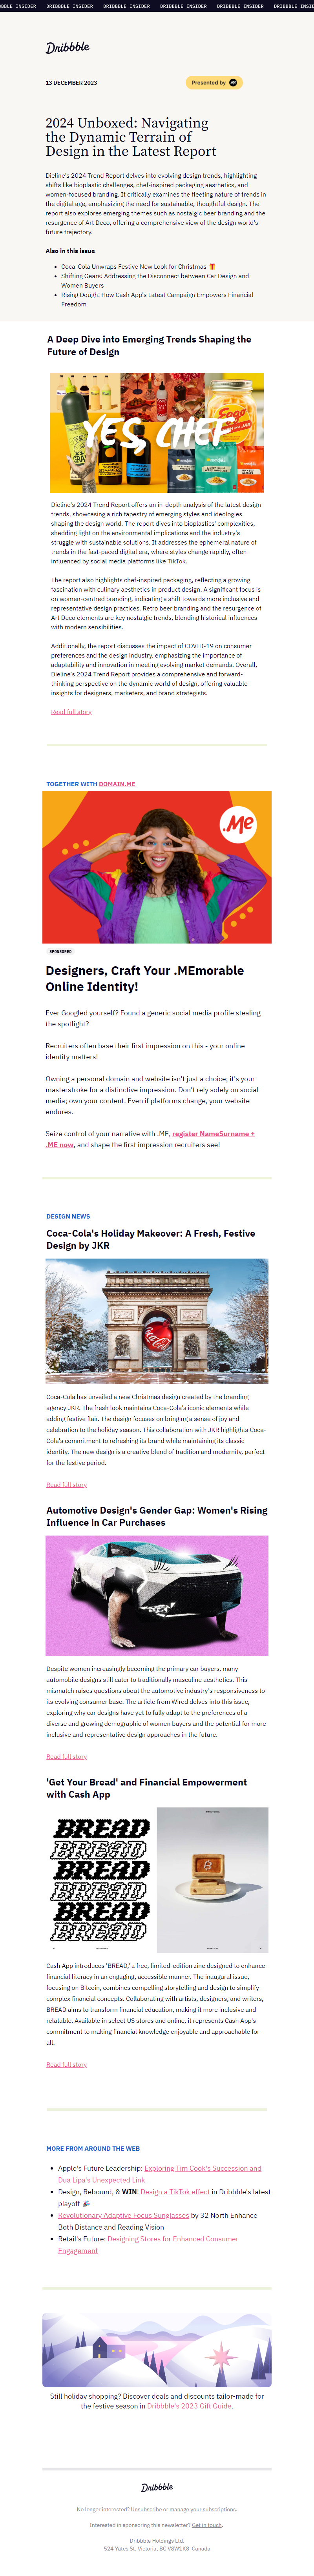 BBLE INSIDER DRIBBBLE INSIDER DRIBBBLE INSIDER DRIBBBLE INSIDER DRIBBBLE INSIDER DRIBBBLE INSID
Dribbble
13 DECEMBER 2023
Presented by .ME
2024 Unboxed: Navigating
the Dynamic Terrain of
Design in the Latest Report
Dieline's 2024 Trend Report delves into evolving design trends, highlighting
shifts like bioplastic challenges, chef-inspired packaging aesthetics, and
women-focused branding. It critically examines the fleeting nature of trends in
the digital age, emphasizing the need for sustainable, thoughtful design. The
report also explores emerging themes such as nostalgic beer branding and the
resurgence of Art Deco, offering a comprehensive view of the design world's
future trajectory.
Also in this issue
• Coca-Cola Unwraps Festive New Look for Christmas 🎁
• Shifting Gears: Addressing the Disconnect between Car Design and
Women Buyers
• Rising Dough: How Cash App's Latest Campaign Empowers Financial
Freedom
A Deep Dive into Emerging Trends Shaping the
Future of Design
YES, CHEF
Dieline's 2024 Trend Report offers an in-depth analysis of the latest design
trends, showcasing a rich tapestry of emerging styles and ideologies
shaping the design world. The report dives into bioplastics' complexities,
shedding light on the environmental implications and the industry's
struggle with sustainable solutions. It addresses the ephemeral nature of
trends in the fast-paced digital era, where styles change rapidly, often
influenced by social media platforms like TikTok.
The report also highlights chef-inspired packaging, reflecting a growing
fascination with culinary aesthetics in product design. A significant focus is
on women-centred branding, indicating a shift towards more inclusive and
representative design practices. Retro beer branding and the resurgence of
Art Deco elements are key nostalgic trends, blending historical influences
with modern sensibilities.
Additionally, the report discusses the impact of COVID-19 on consumer
preferences and the design industry, emphasizing the importance of
adaptability and innovation in meeting evolving market demands. Overall,
Dieline's 2024 Trend Report provides a comprehensive and forward-
thinking perspective on the dynamic world of design, offering valuable
insights for designers, marketers, and brand strategists.
Read full story
TOGETHER WITH DOMAIN.ME
.Me
SPONSORED
Designers, Craft Your .MEmorable
Online Identity!
Ever Googled yourself? Found a generic social media profile stealing
the spotlight?
Recruiters often base their first impression on this - your online
identity matters!
Owning a personal domain and website isn't just a choice; it's your
masterstroke for a distinctive impression. Don't rely solely on social
media; own your content. Even if platforms change, your website
endures.
Seize control of your narrative with .ME, register NameSurname +
.ME now, and shape the first impression recruiters see!
DESIGN NEWS
Coca-Cola's Holiday Makeover: A Fresh, Festive
Design by JKR
Coca-Cola
Coca-Cola has unveiled a new Christmas design created by the branding
agency JKR. The fresh look maintains Coca-Cola's iconic elements while
adding festive flair. The design focuses on bringing a sense of joy and
celebration to the holiday season. This collaboration with JKR highlights Coca-
Cola's commitment to refreshing its brand while maintaining its classic
identity. The new design is a creative blend of tradition and modernity, perfect
for the festive period.
Read full story
Automotive Design's Gender Gap: Women's Rising
Influence in Car Purchases
Despite women increasingly becoming the primary car buyers, many
automobile designs still cater to traditionally masculine aesthetics. This
mismatch raises questions about the automotive industry's responsiveness to
its evolving consumer base. The article from Wired delves into this issue,
exploring why car designs have yet to fully adapt to the preferences of a
diverse and growing demographic of women buyers and the potential for more
inclusive and representative design approaches in the future.
Read full story
'Get Your Bread' and Financial Empowerment
with Cash App
BREAD
BREAD
BREAD
BREAD
BREAD
Cash App introduces 'BREAD,' a free, limited-edition zine designed to enhance
financial literacy in an engaging, accessible manner. The inaugural issue,
focusing on Bitcoin, combines compelling storytelling and design to simplify
complex financial concepts. Collaborating with artists, designers, and writers,
BREAD aims to transform financial education, making it more inclusive and
relatable. Available in select US stores and online, it represents Cash App's
commitment to making financial knowledge enjoyable and approachable for
all.
Read full story
MORE FROM AROUND THE WEB
• Apple's Future Leadership: Exploring Tim Cook's Succession and
Dua Lipa's Unexpected Link
• Design, Rebound, & WIN! Design a TikTok effect in Dribbble's latest
playoff 🎉
• Revolutionary Adaptive Focus Sunglasses by 32 North Enhance
Both Distance and Reading Vision
• Retail's Future: Designing Stores for Enhanced Consumer
Engagement
Still holiday shopping? Discover deals and discounts tailor-made for
the festive season in Dribbble's 2023 Gift Guide.
Dribbble
No longer interested? Unsubscribe or manage your subscriptions.
Interested in sponsoring this newsletter? Get in touch.
Dribbble Holdings Ltd.
524 Yates St. Victoria, BC V8W1K8 Canada